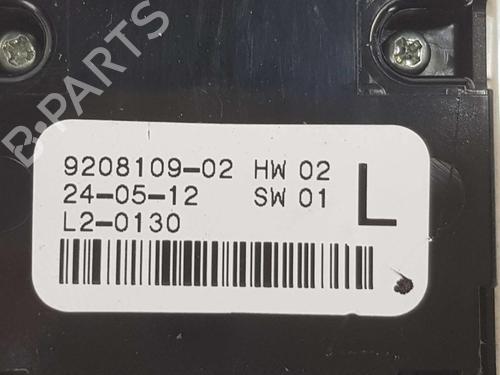 B-PARTS
9208109-02 HW 02
24-05-12 SW 01
L2-0130
L